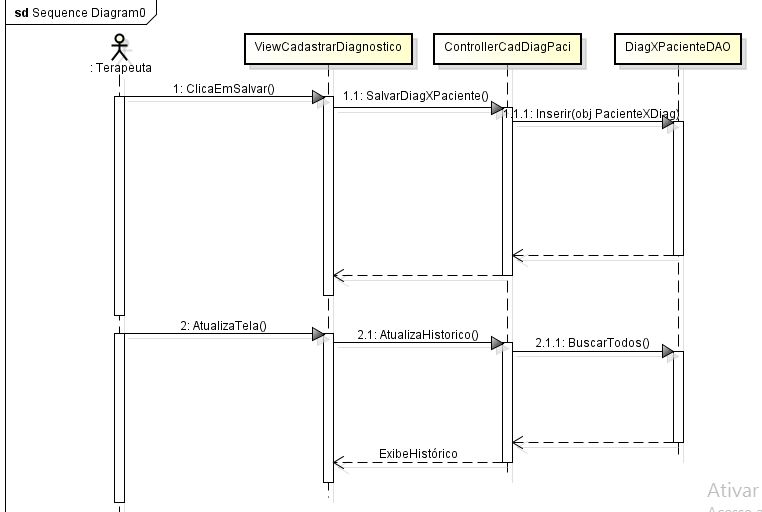 sd Sequence Diagram0
: Terapeuta
ViewCadastrarDiagnostico
ControllerCadDiagPaci
DiagXPacienteDAO
1: ClicaEmSalvar()
1.1: SalvarDiagXPaciente()
1.1.1: Inserir(obj PacienteXDiag)
2: AtualizaTela()
2.1: AtualizaHistorico()
2.1.1: BuscarTodos()
ExibeHistórico
Ativar
Acesse a